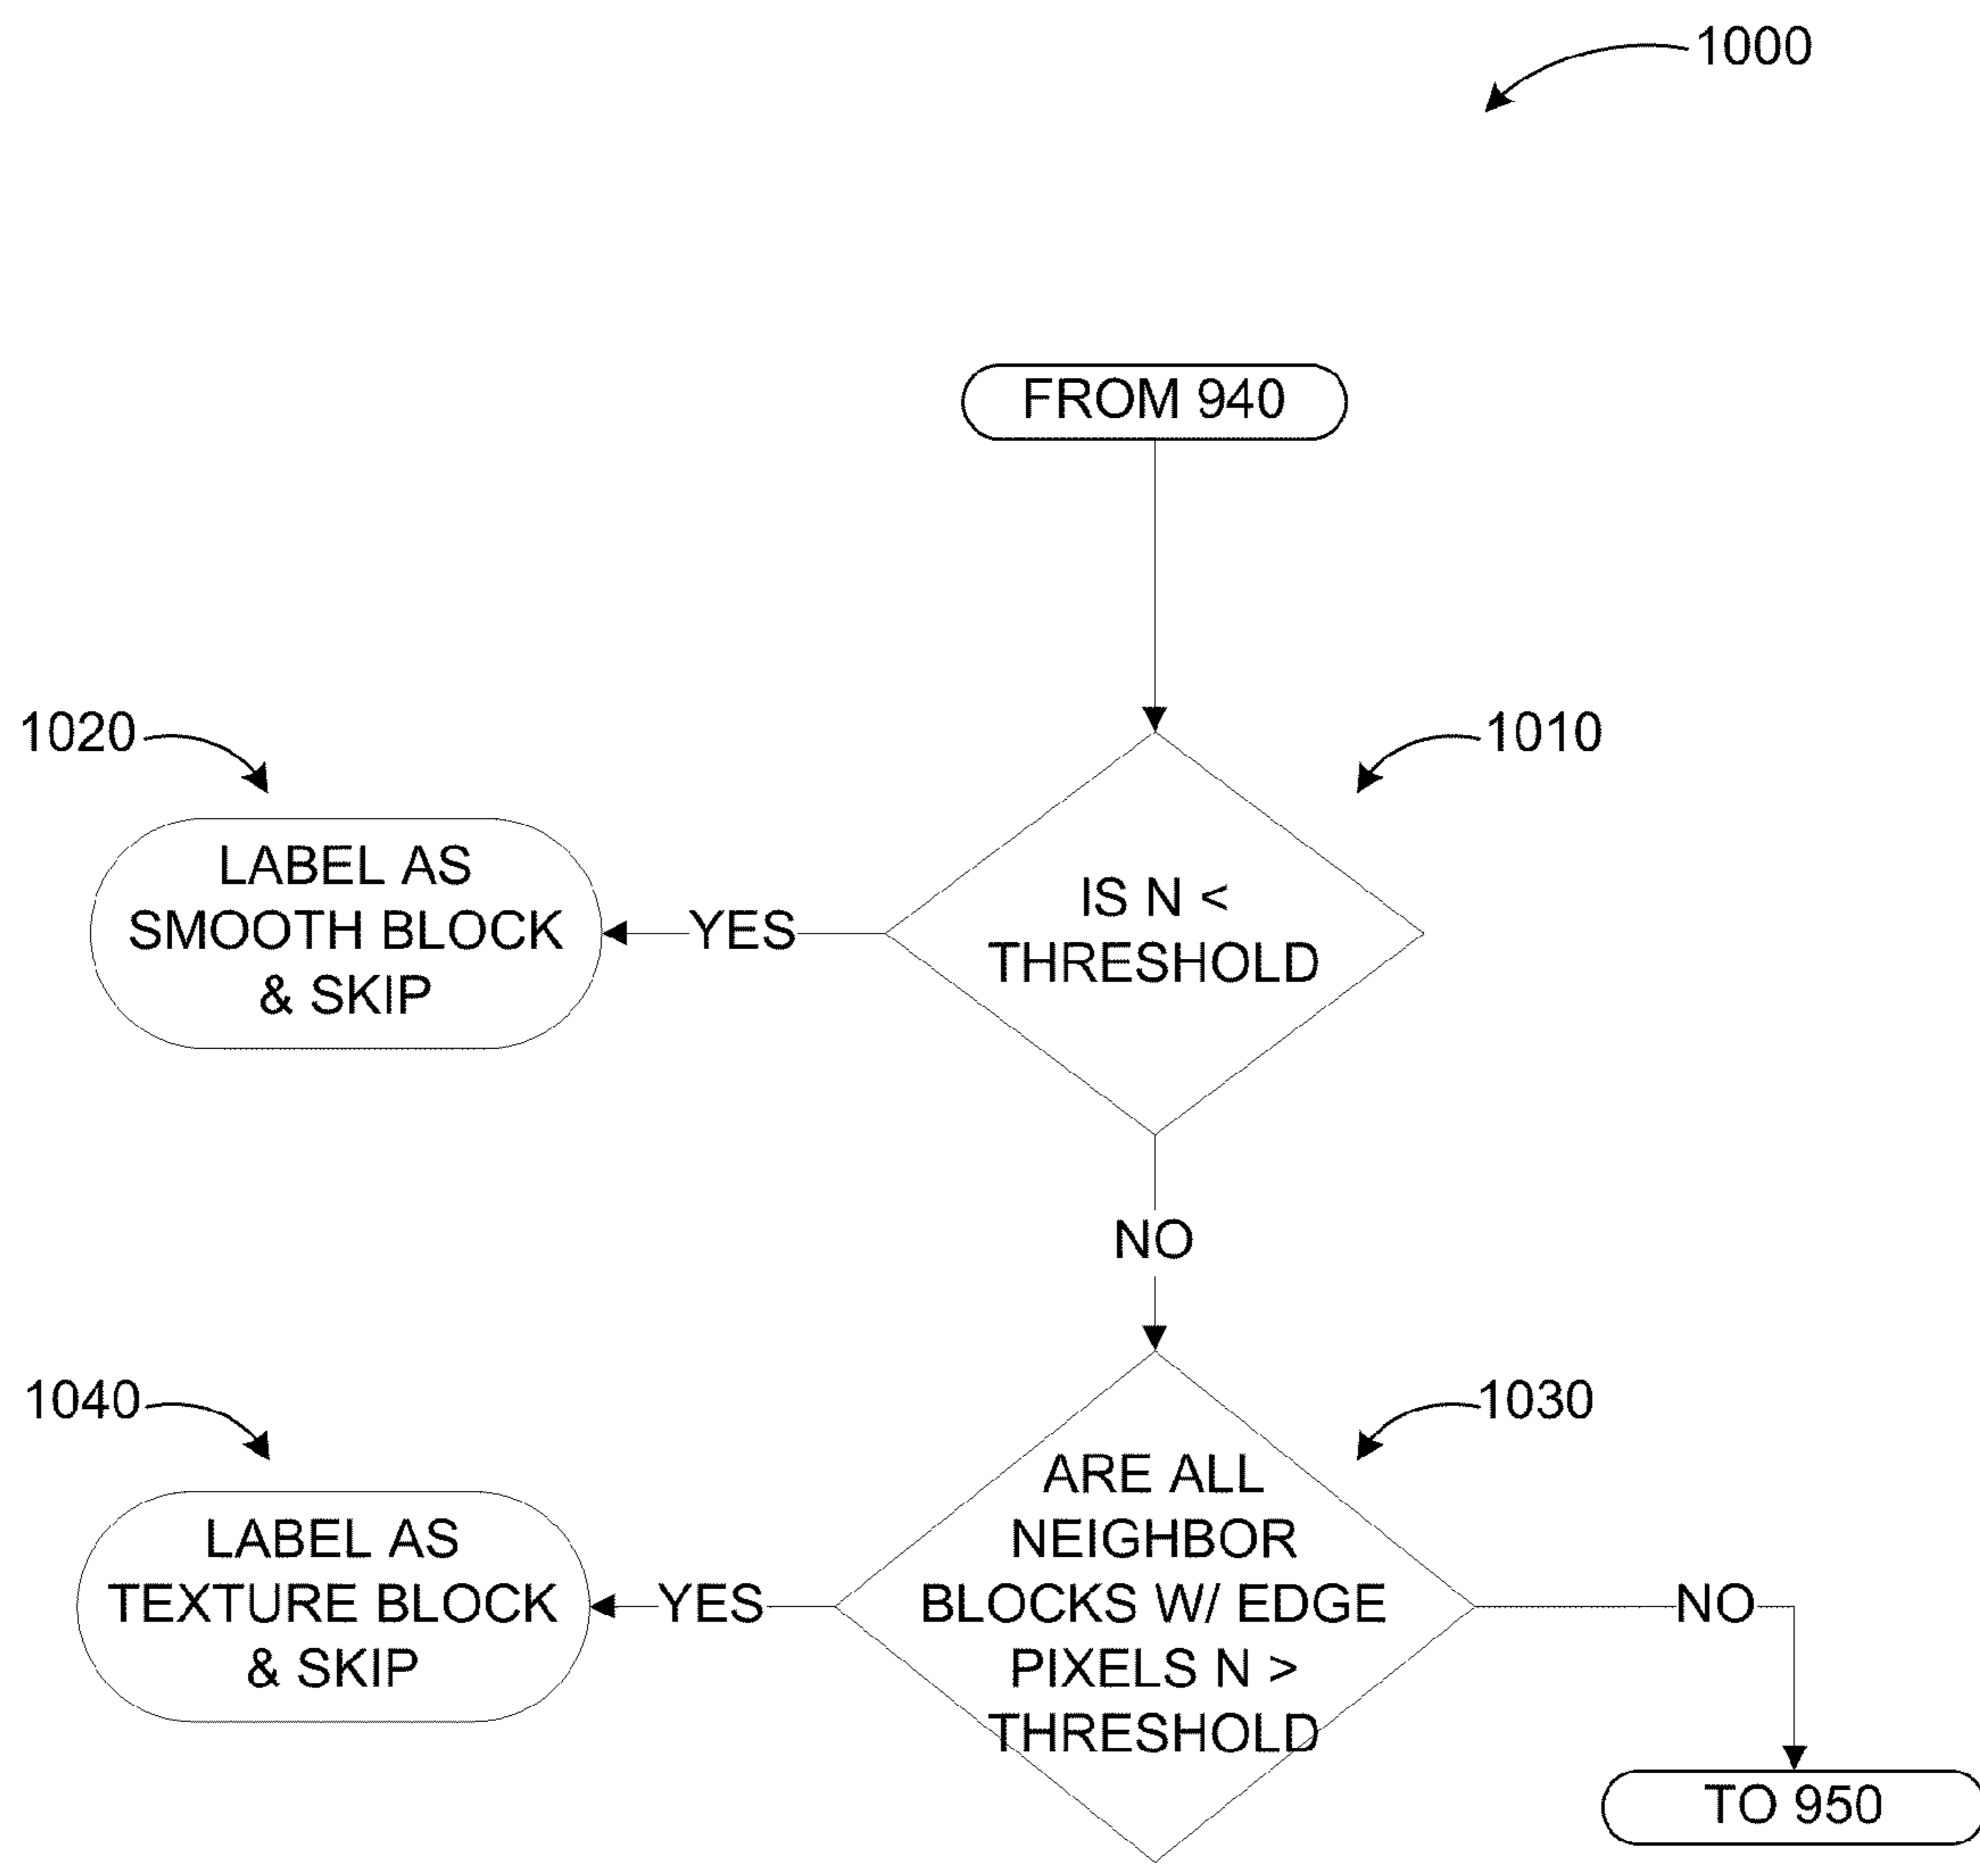 1000
FROM 940
1020
1010
LABEL AS
SMOOTH BLOCK
& SKIP
YES
IS N <
THRESHOLD
NO
1040
1030
LABEL AS
TEXTURE BLOCK
& SKIP
YES
ARE ALL
NEIGHBOR
BLOCKS W/ EDGE
PIXELS N >
THRESHOLD
NO
TO 950